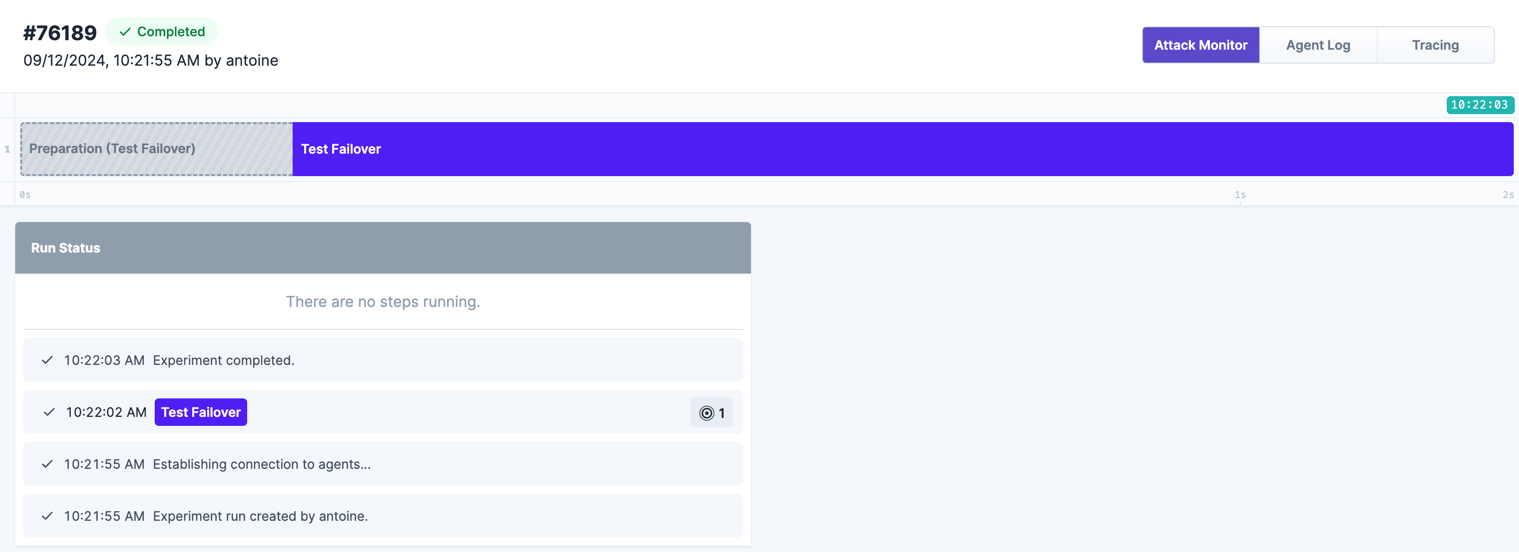 #76189 Completed
09/12/2024, 10:21:55 AM by antoine
Attack Monitor Agent Log Tracing
10:22:03
1 Preparation (Test Failover) Test Failover
0s 1s 2s
Run Status
There are no steps running.
10:22:03 AM Experiment completed.
10:22:02 AM Test Failover 1
10:21:55 AM Establishing connection to agents...
10:21:55 AM Experiment run created by antoine.